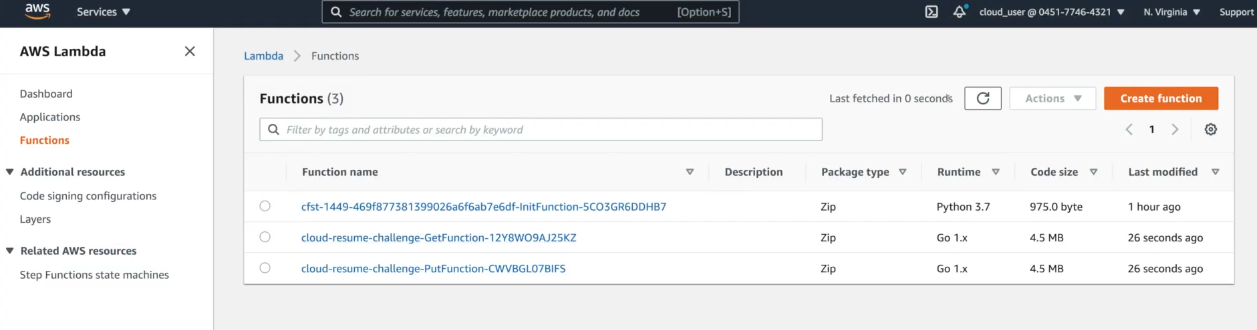 aws Services Search for services, features, marketplace products, and docs [Option+S] cloud_user @ 0451-7746-4321 N. Virginia Support
AWS Lambda
Dashboard
Applications
Functions
Additional resources
Code signing configurations
Layers
Related AWS resources
Step Functions state machines
Lambda > Functions
Functions (3) Last fetched in 0 seconds Actions Create function
Filter by tags and attributes or search by keyword 1
Function name Description Package type Runtime Code size Last modified
cfst-1449-469f877381399026a6f6ab7e6df-InitFunction-5CO3GR6DDHB7 Zip Python 3.7 975.0 byte 1 hour ago
cloud-resume-challenge-GetFunction-12Y8WO9AJ25KZ Zip Go 1.x 4.5 MB 26 seconds ago
cloud-resume-challenge-PutFunction-CWVBGL07BIFS Zip Go 1.x 4.5 MB 26 seconds ago